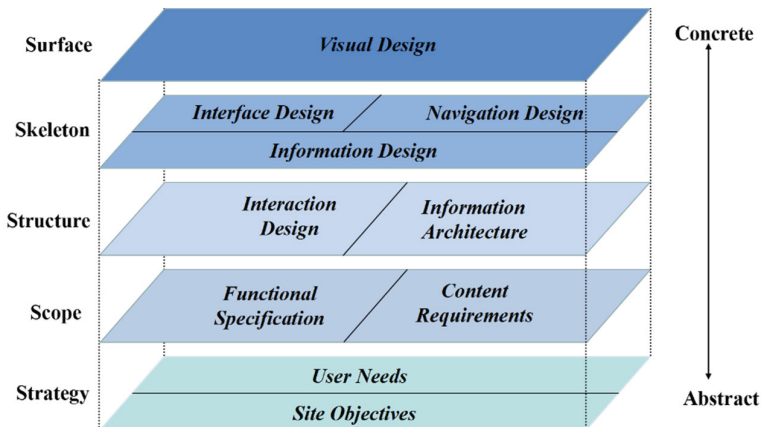 Surface
Visual Design
Concrete
Skeleton
Interface Design
Navigation Design
Information Design
Structure
Interaction
Design
Information
Architecture
Scope
Functional
Specification
Content
Requirements
Strategy
User Needs
Site Objectives
Abstract